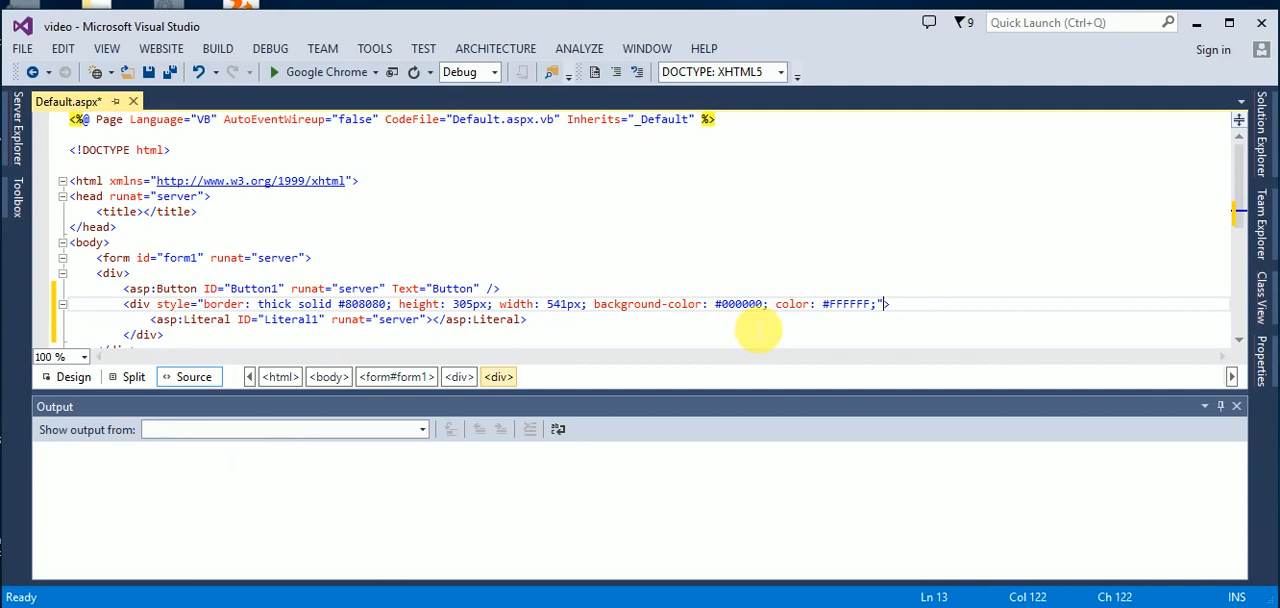 video - Microsoft Visual Studio
9
Quick Launch (Ctrl+Q)
FILE EDIT VIEW WEBSITE BUILD DEBUG TEAM TOOLS TEST ARCHITECTURE ANALYZE WINDOW HELP
Sign in
Google Chrome
Debug
DOCTYPE: XHTML5
Server Explorer
Toolbox
Default.aspx*
<%@ Page Language="VB" AutoEventWireup="false" CodeFile="Default.aspx.vb" Inherits="_Default" %>
<!DOCTYPE html>
<html xmlns="http://www.w3.org/1999/xhtml">
<head runat="server">
<title></title>
</head>
<body>
<form id="form1" runat="server">
<div>
<asp:Button ID="Button1" runat="server" Text="Button" />
<div style="border: thick solid #808080; height: 305px; width: 541px; background-color: #000000; color: #FFFFFF;">
<asp:Literal ID="Literal1" runat="server"></asp:Literal>
</div>
Solution Explorer
Team Explorer
Class View
Properties
100 %
Design Split Source
<html> <body> <form#form1> <div> <div>
Output
Show output from:
Ready
Ln 13 Col 122 Ch 122 INS